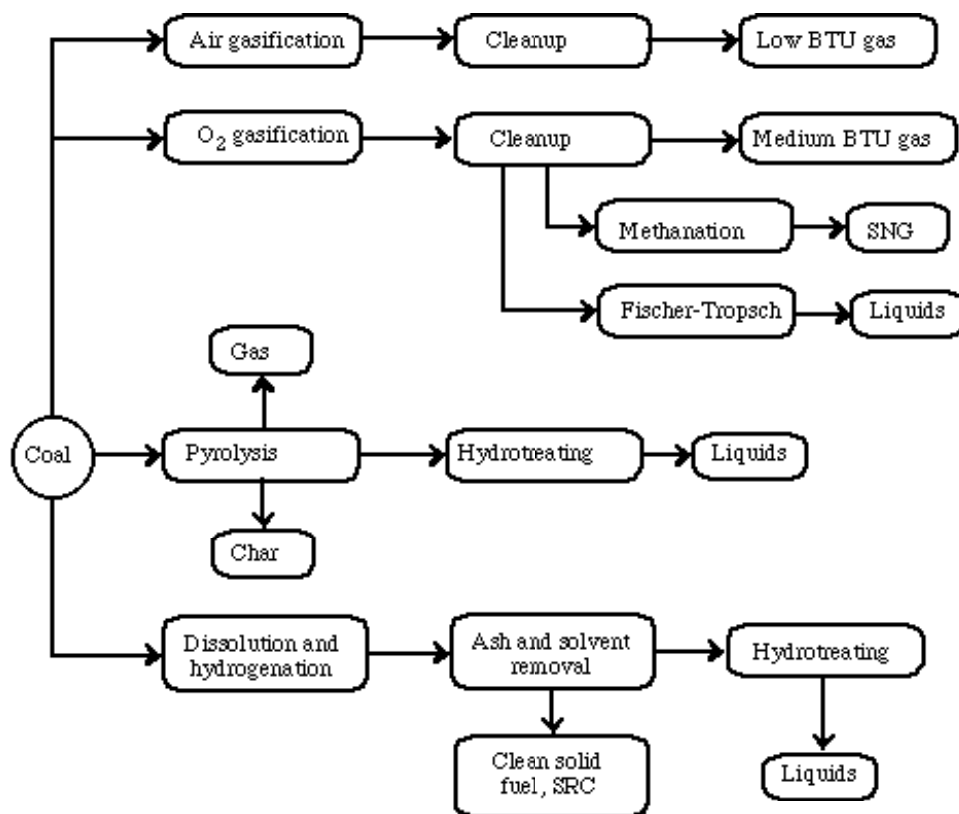 Air gasification
Cleanup
Low BTU gas
O₂ gasification
Cleanup
Medium BTU gas
Methanation
SNG
Fischer-Tropsch
Liquids
Gas
Coal
Pyrolysis
Hydrotreating
Liquids
Char
Dissolution and
hydrogenation
Ash and solvent
removal
Hydrotreating
Clean solid
fuel, SRC
Liquids